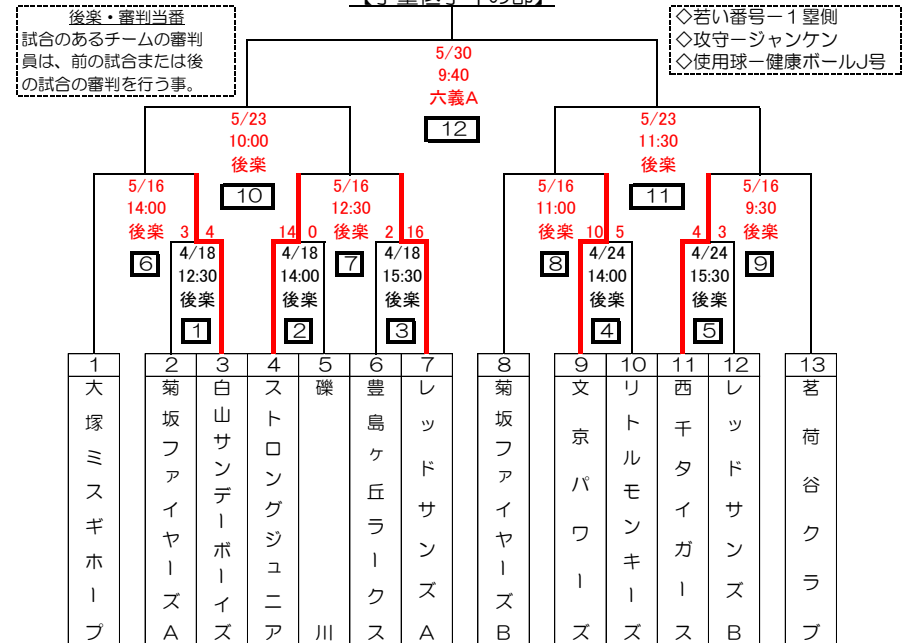 後楽・審判当番
試合のあるチームの審判
員は、前の試合または後
の試合の審判を行う事。
◇若い番号－1塁側
◇攻守－ジャンケン
◇使用球－健康ボールJ号
5/30
9:40
六義A
12
5/23
10:00
後楽
10
5/23
11:30
後楽
11
5/16
14:00
後楽
6
5/16
12:30
後楽
7
5/16
11:00
後楽
8
5/16
9:30
後楽
9
3 4
4/18
12:30
後楽
1
14 0
4/18
14:00
後楽
2
2 16
4/18
15:30
後楽
3
10 5
4/24
14:00
後楽
4
4 3
4/24
15:30
後楽
5
1
大塚ミスギホープ
2
菊坂ファイヤーズA
3
白山サンデーボーイズ
4
ストロングジュニア
5
礫川
6
豊島ヶ丘ラークス
7
レッドサンズA
8
菊坂ファイヤーズB
9
文京パワーズ
10
リトルモンキーズ
11
西千タイガース
12
レッドサンズB
13
茗荷谷クラブ